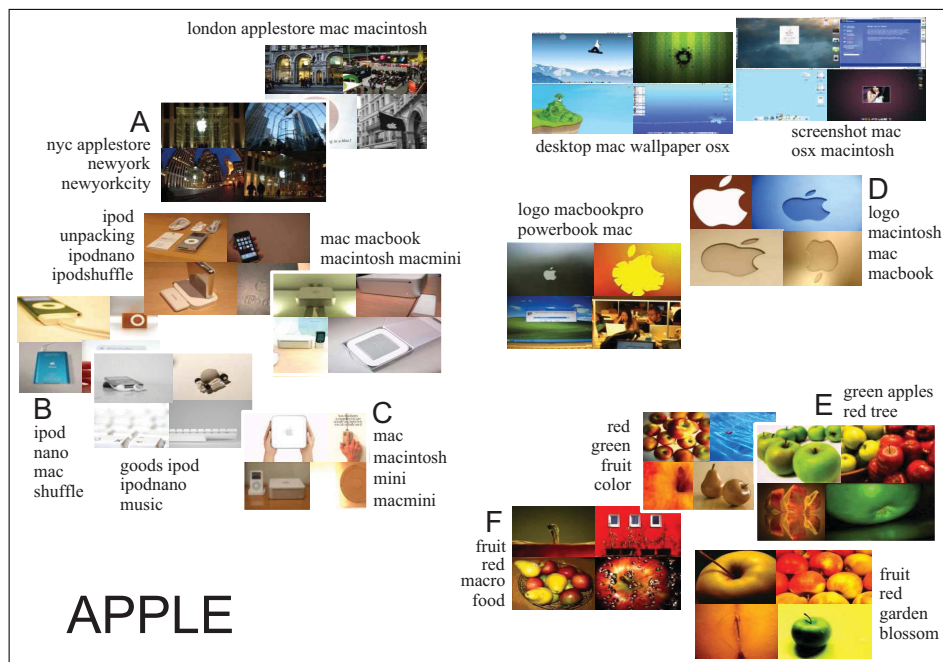 london applestore mac macintosh
A
nyc applestore
newyork
newyorkcity
desktop mac wallpaper osx
screenshot mac
osx macintosh
ipod
unpacking
ipodnano
ipodshuffle
mac macbook
macintosh macmini
logo macbookpro
powerbook mac
D
logo
macintosh
mac
macbook
B
ipod
nano
mac
shuffle
goods ipod
ipodnano
music
C
mac
macintosh
mini
macmini
red
green
fruit
color
E
green apples
red tree
F
fruit
red
macro
food
fruit
red
garden
blossom
APPLE